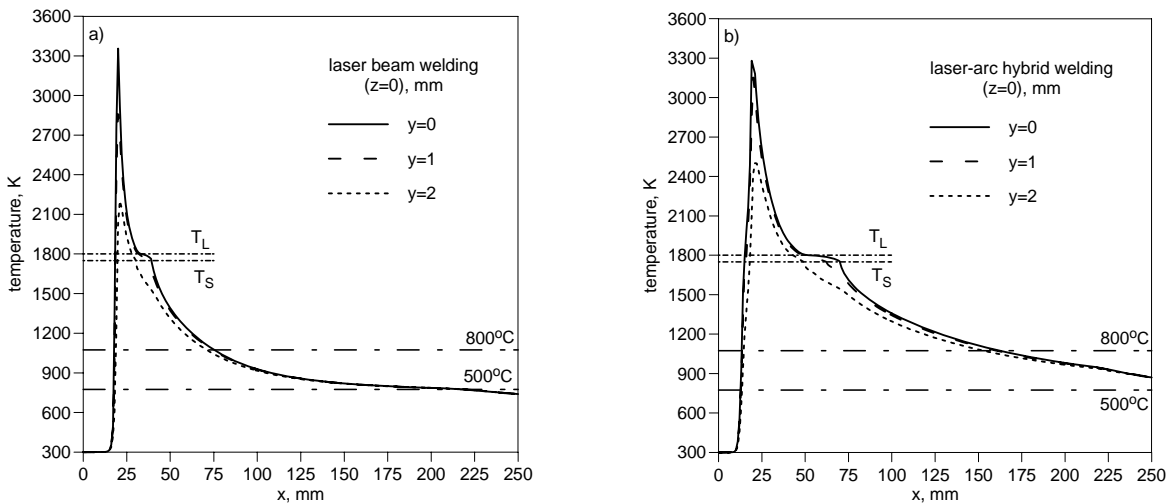 a)
laser beam welding
(z=0), mm
y=0
y=1
y=2
T_L
T_S
800°C
500°C
temperature, K
3600
3300
3000
2700
2400
2100
1800
1500
1200
900
600
300
0 25 50 75 100 125 150 175 200 225 250
x, mm
b)
laser-arc hybrid welding
(z=0), mm
y=0
y=1
y=2
T_L
T_S
800°C
500°C
temperature, K
3600
3300
3000
2700
2400
2100
1800
1500
1200
900
600
300
0 25 50 75 100 125 150 175 200 225 250
x, mm